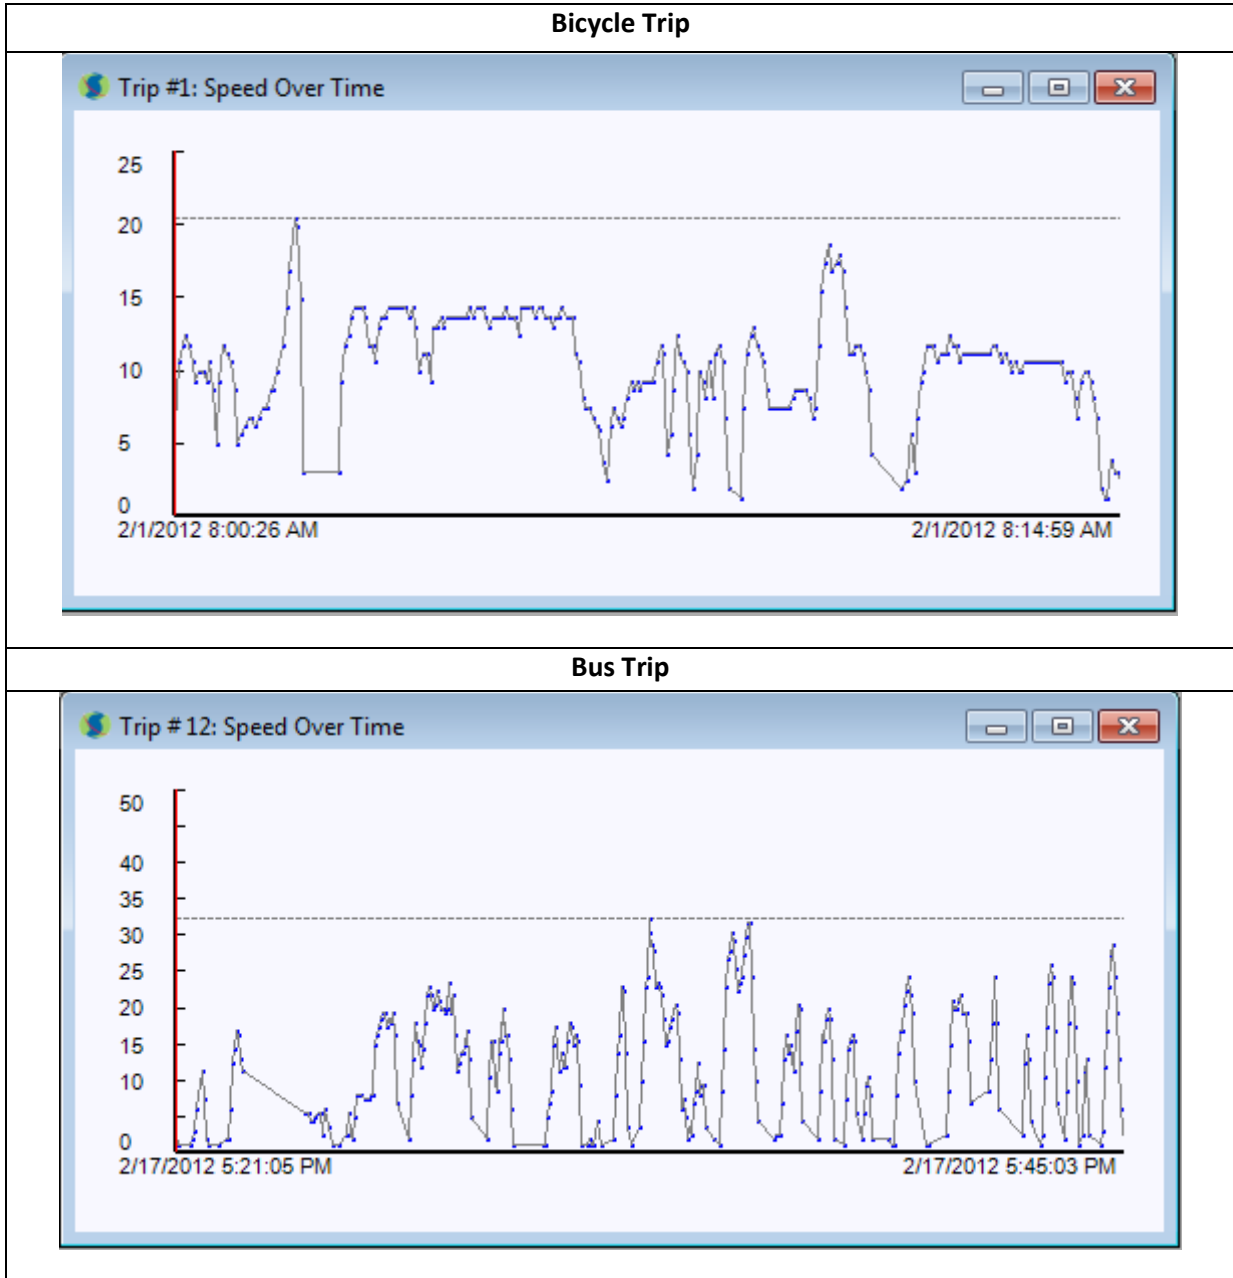 Bicycle Trip
Trip #1: Speed Over Time
25
20
15
10
5
0
2/1/2012 8:00:26 AM
2/1/2012 8:14:59 AM
Bus Trip
Trip # 12: Speed Over Time
50
40
35
30
25
20
15
10
0
2/17/2012 5:21:05 PM
2/17/2012 5:45:03 PM